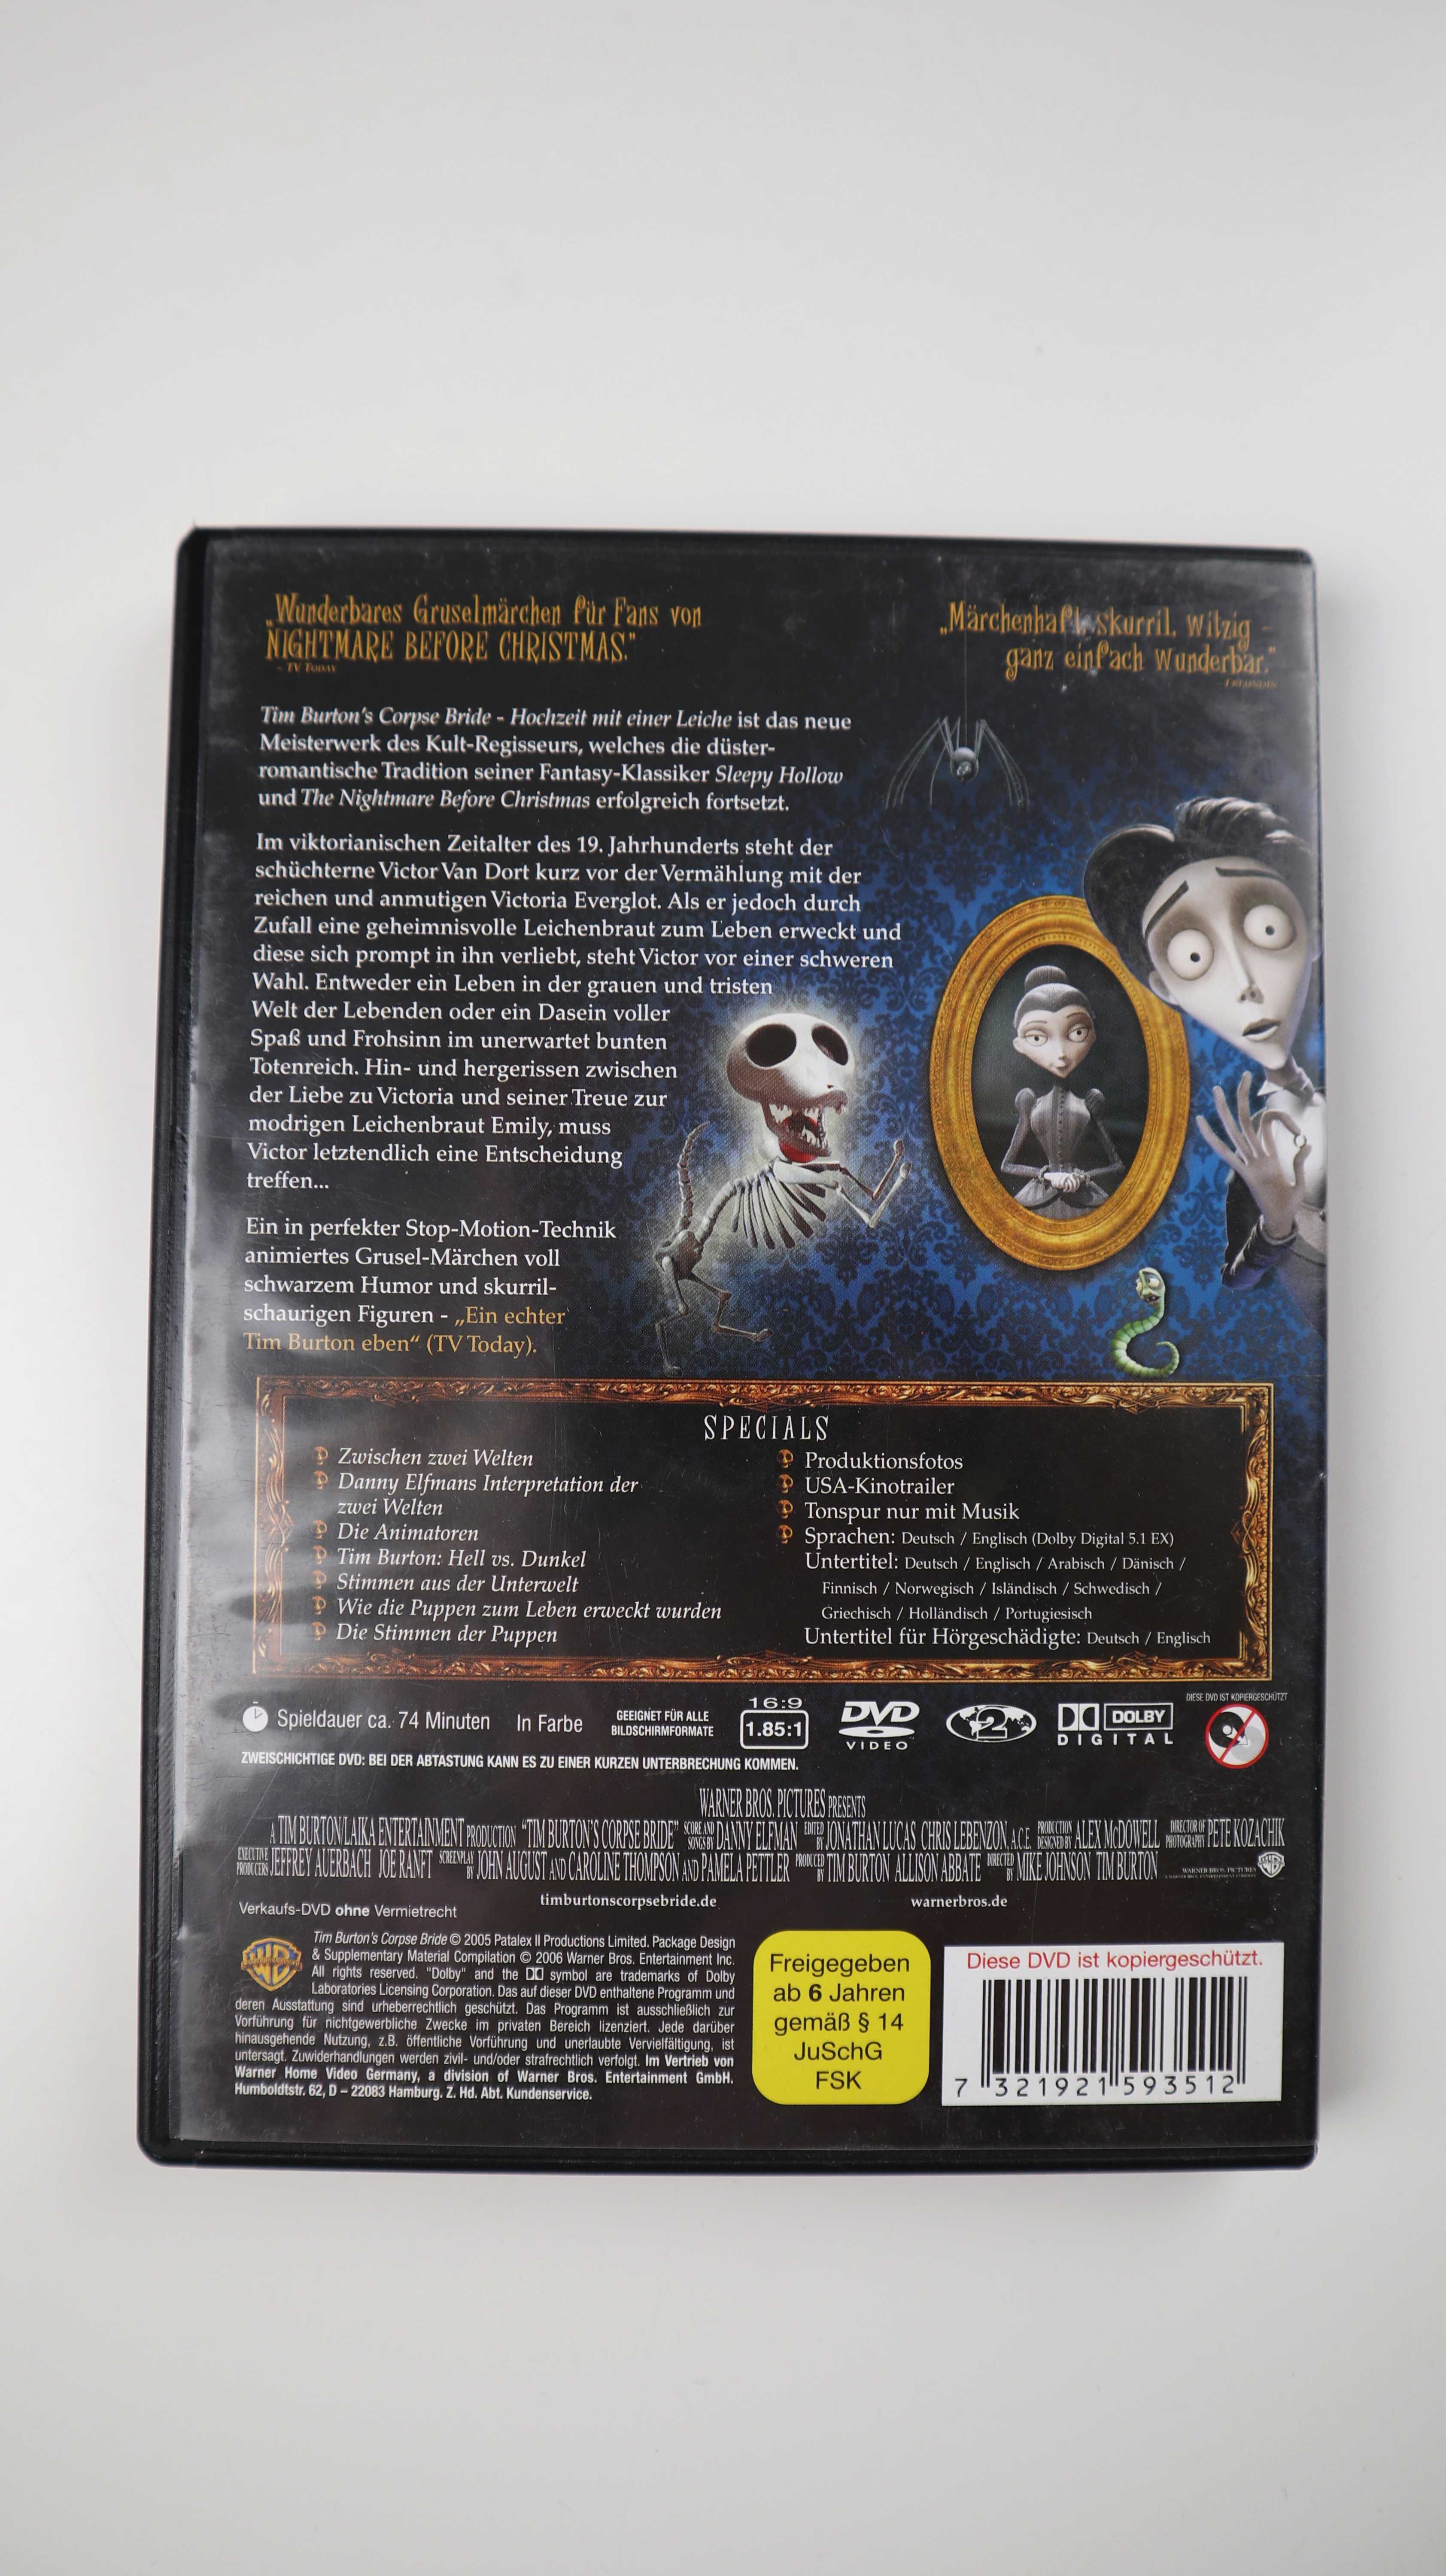 „Wunderbares Gruselmärchen für Fans von
NIGHTMARE BEFORE CHRISTMAS."
- TV TODAY
„Märchenhaft, skurril, witzig -
ganz einfach wunderbar."
- FREUNDIN
Tim Burton's Corpse Bride - Hochzeit mit einer Leiche ist das neue
Meisterwerk des Kult-Regisseurs, welches die düster-
romantische Tradition seiner Fantasy-Klassiker Sleepy Hollow
und The Nightmare Before Christmas erfolgreich fortsetzt.
Im viktorianischen Zeitalter des 19. Jahrhunderts steht der
schüchterne Victor Van Dort kurz vor der Vermählung mit der
reichen und anmutigen Victoria Everglot. Als er jedoch durch
Zufall eine geheimnisvolle Leichenbraut zum Leben erweckt und
diese sich prompt in ihn verliebt, steht Victor vor einer schweren
Wahl. Entweder ein Leben in der grauen und tristen
Welt der Lebenden oder ein Dasein voller
Spaß und Frohsinn im unerwartet bunten
Totenreich. Hin- und hergerissen zwischen
der Liebe zu Victoria und seiner Treue zur
modrigen Leichenbraut Emily, muss
Victor letztendlich eine Entscheidung
treffen...
Ein in perfekter Stop-Motion-Technik
animiertes Grusel-Märchen voll
schwarzem Humor und skurril-
schaurigen Figuren - „Ein echter
Tim Burton eben“ (TV Today).
SPECIALS
Zwischen zwei Welten
Danny Elfmans Interpretation der
zwei Welten
Die Animatoren
Tim Burton: Hell vs. Dunkel
Stimmen aus der Unterwelt
Wie die Puppen zum Leben erweckt wurden
Die Stimmen der Puppen
Produktionsfotos
USA-Kinotrailer
Tonspur nur mit Musik
Sprachen: Deutsch / Englisch (Dolby Digital 5.1 EX)
Untertitel: Deutsch / Englisch / Arabisch / Dänisch /
Finnisch / Norwegisch / Isländisch / Schwedisch /
Griechisch / Holländisch / Portugiesisch
Untertitel für Hörgeschädigte: Deutsch / Englisch
Spieldauer ca. 74 Minuten In Farbe
GEEIGNET FÜR ALLE
BILDSCHIRMFORMATE
16:9
1.85:1
DVD
VIDEO
2
DOLBY
DIGITAL
DIESE DVD IST KOPIERGESCHÜTZT
ZWEISCHICHTIGE DVD: BEI DER ABTASTUNG KANN ES ZU EINER KURZEN UNTERBRECHUNG KOMMEN.
WARNER BROS. PICTURES PRESENTS
A TIM BURTON/LAIKA ENTERTAINMENT PRODUCTION "TIM BURTON'S CORPSE BRIDE" SCORE AND SONGS BY DANNY ELFMAN EDITED BY JONATHAN LUCAS CHRIS LEBENZON, A.C.E. PRODUCTION DESIGNED BY ALEX McDOWELL DIRECTOR OF PHOTOGRAPHY PETE KOZACHIK
EXECUTIVE PRODUCERS JEFFREY AUERBACH JOE RANFT SCREENPLAY BY JOHN AUGUST AND CAROLINE THOMPSON AND PAMELA PETTLER PRODUCED BY TIM BURTON ALLISON ABBATE DIRECTED BY MIKE JOHNSON TIM BURTON WARNER BROS. PICTURES
timburtonscorpsebride.de
warnerbros.de
Verkaufs-DVD ohne Vermietrecht
Tim Burton's Corpse Bride © 2005 Patalex II Productions Limited. Package Design
& Supplementary Material Compilation © 2006 Warner Bros. Entertainment Inc.
All rights reserved. "Dolby" and the symbol are trademarks of Dolby
Laboratories Licensing Corporation. Das auf dieser DVD enthaltene Programm und
deren Ausstattung sind urheberrechtlich geschützt. Das Programm ist ausschließlich zur
Vorführung für nichtgewerbliche Zwecke im privaten Bereich lizenziert. Jede darüber
hinausgehende Nutzung, z.B. öffentliche Vorführung und unerlaubte Vervielfältigung, ist
untersagt. Zuwiderhandlungen werden zivil- und/oder strafrechtlich verfolgt. Im Vertrieb von
Warner Home Video Germany, a division of Warner Bros. Entertainment GmbH.
Humboldtstr. 62, D – 22083 Hamburg. Z. Hd. Abt. Kundenservice.
Freigegeben
ab 6 Jahren
gemäß § 14
JuSchG
FSK
Diese DVD ist kopiergeschützt.
7 321921 593512